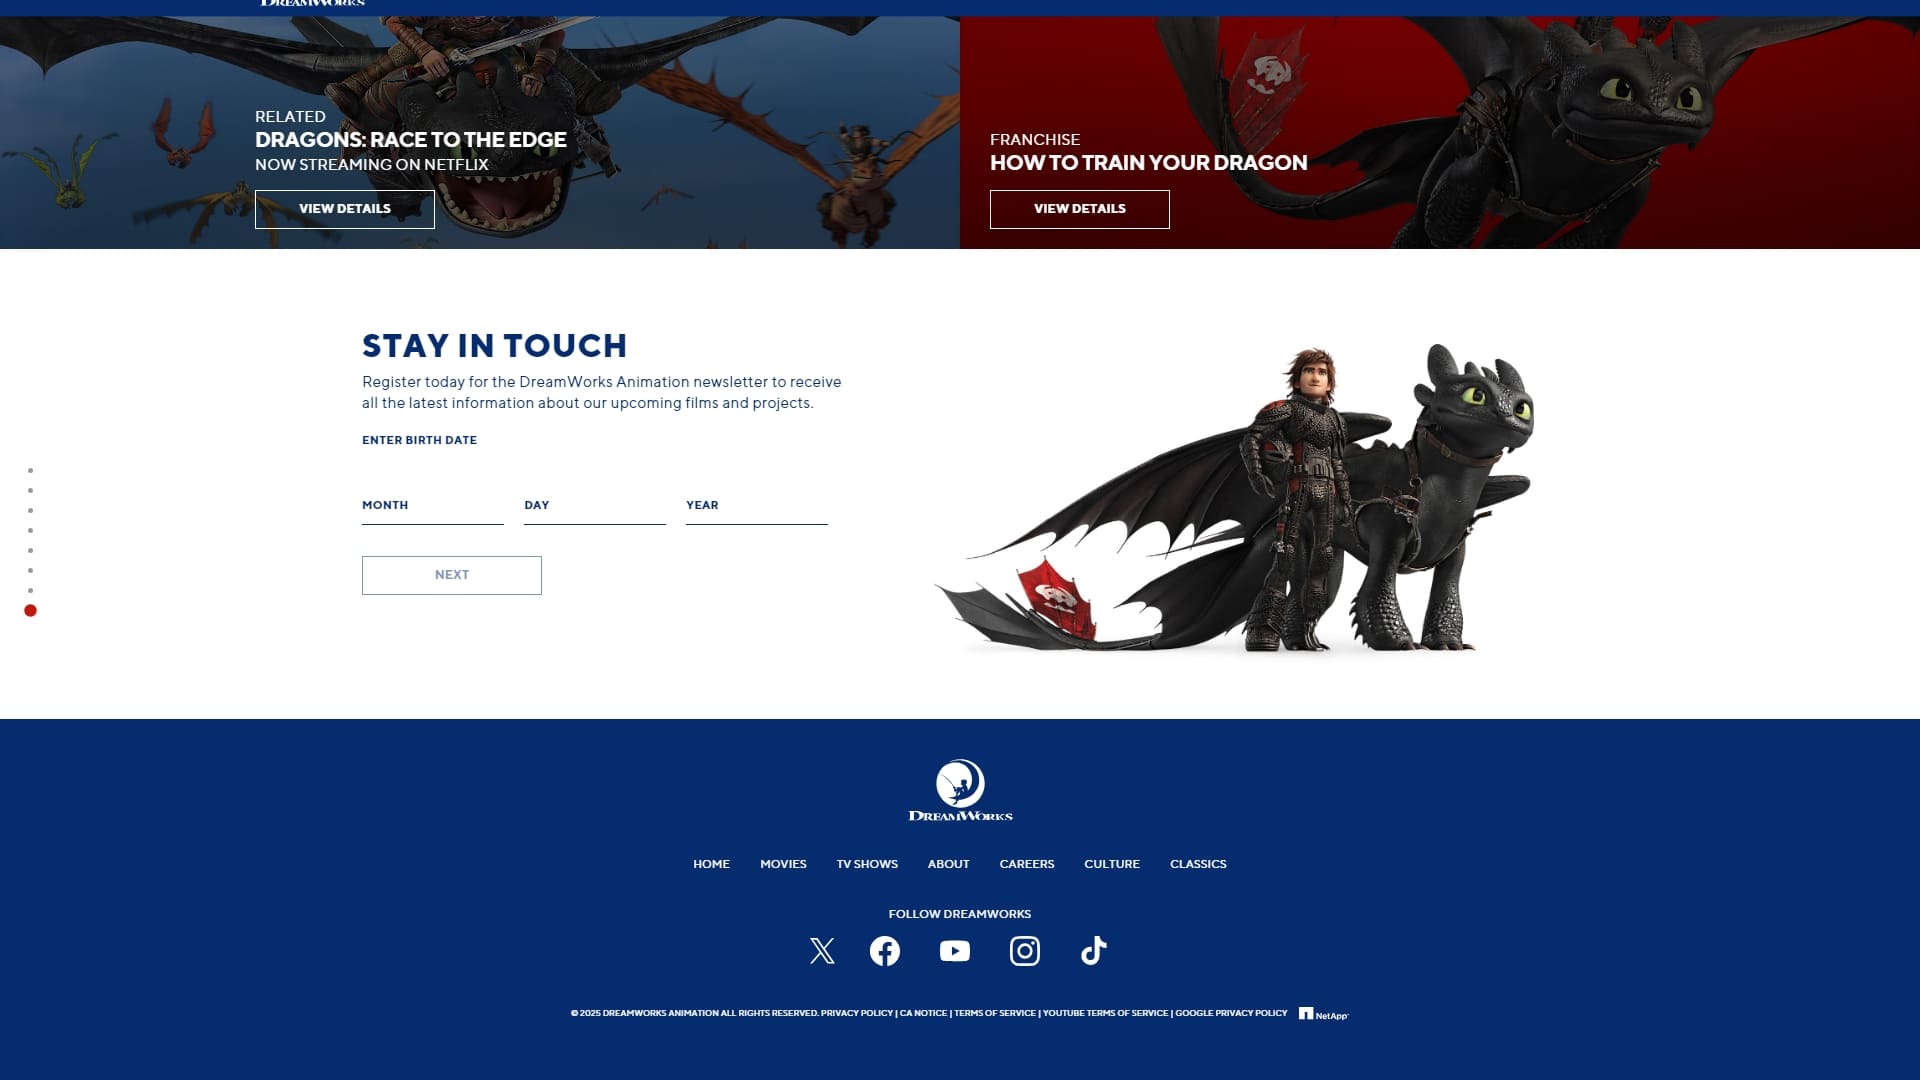 DREAMWORKS
RELATED
DRAGONS: RACE TO THE EDGE
NOW STREAMING ON NETFLIX
VIEW DETAILS
FRANCHISE
HOW TO TRAIN YOUR DRAGON
VIEW DETAILS
STAY IN TOUCH
Register today for the DreamWorks Animation newsletter to receive
all the latest information about our upcoming films and projects.
ENTER BIRTH DATE
MONTH DAY YEAR
NEXT
DREAMWORKS
HOME MOVIES TV SHOWS ABOUT CAREERS CULTURE CLASSICS
FOLLOW DREAMWORKS
© 2025 DREAMWORKS ANIMATION ALL RIGHTS RESERVED. PRIVACY POLICY | CA NOTICE | TERMS OF SERVICE | YOUTUBE TERMS OF SERVICE | GOOGLE PRIVACY POLICY NetApp